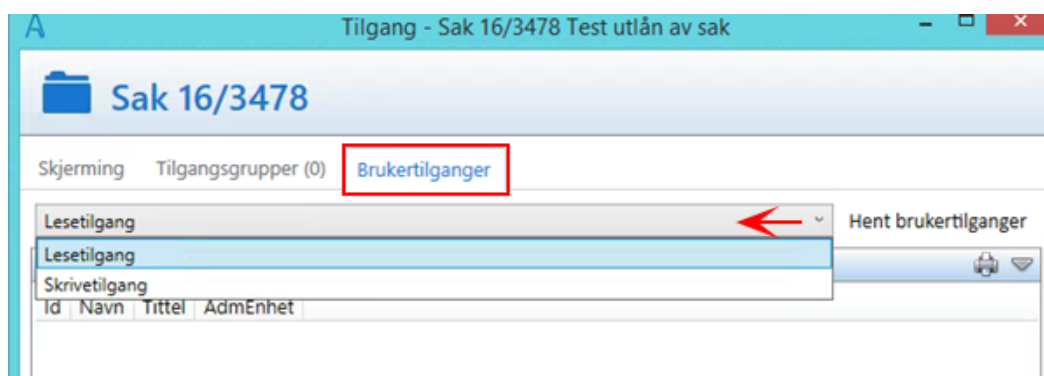 Tilgang - Sak 16/3478 Test utlån av sak
Sak 16/3478
Skjerming Tilgangsgrupper (0) Brukertilganger
Lesetilgang Hent brukertilganger
Lesetilgang
Skrivetilgang
Id Navn Tittel AdmEnhet